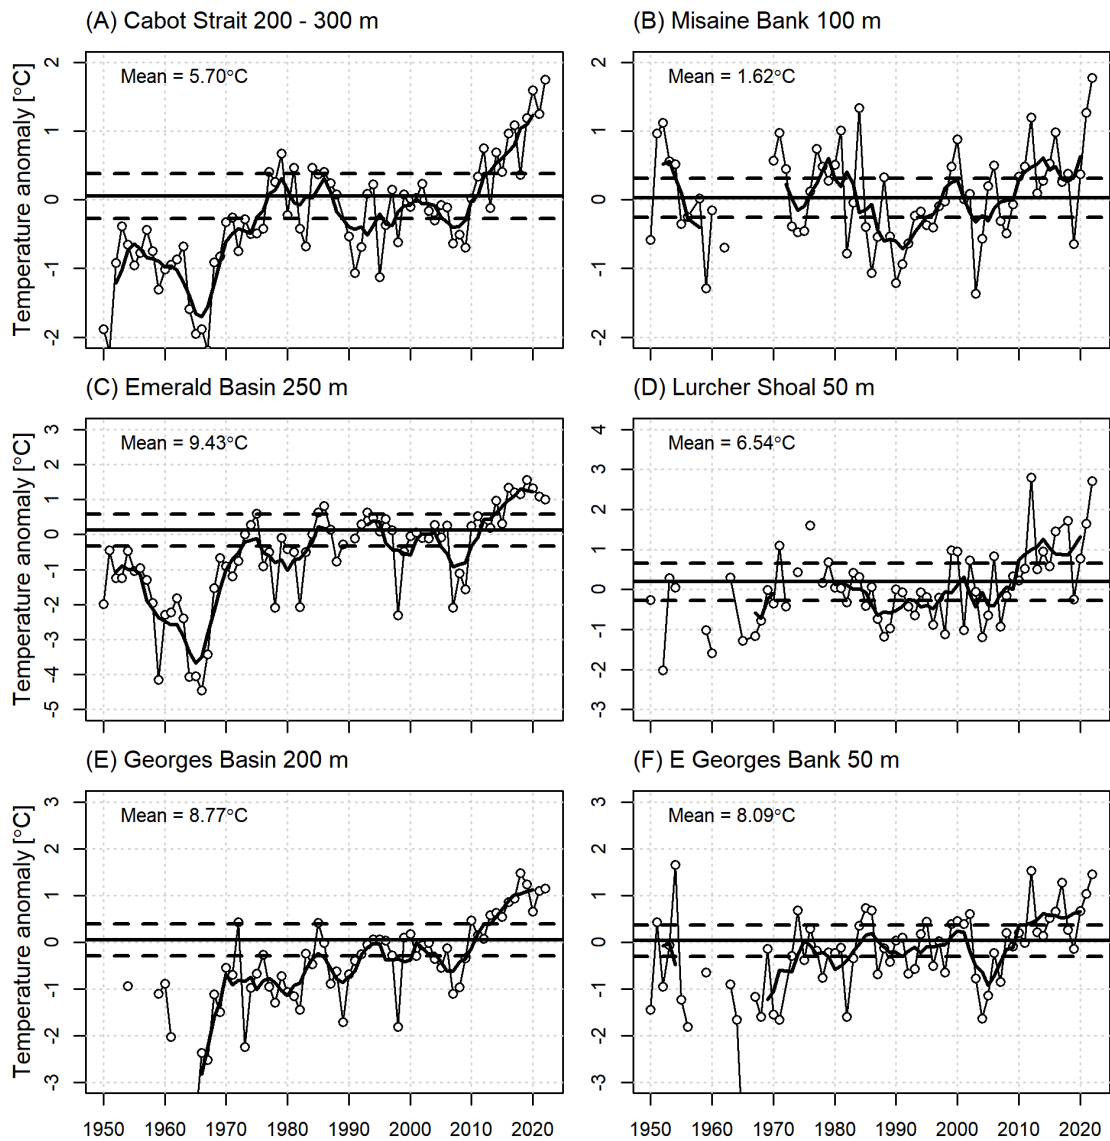 (A) Cabot Strait 200 - 300 m
(B) Misaine Bank 100 m
Mean = 5.70°C
Mean = 1.62°C
Temperature anomaly [°C]
2
1
0
-1
-2
2
1
0
-1
-2
(C) Emerald Basin 250 m
(D) Lurcher Shoal 50 m
Mean = 9.43°C
Mean = 6.54°C
Temperature anomaly [°C]
3
2
1
0
-1
-2
-3
-4
-5
4
3
2
1
0
-1
-2
-3
(E) Georges Basin 200 m
(F) E Georges Bank 50 m
Mean = 8.77°C
Mean = 8.09°C
Temperature anomaly [°C]
3
2
1
0
-1
-2
-3
3
2
1
0
-1
-2
-3
1950 1960 1970 1980 1990 2000 2010 2020
1950 1960 1970 1980 1990 2000 2010 2020